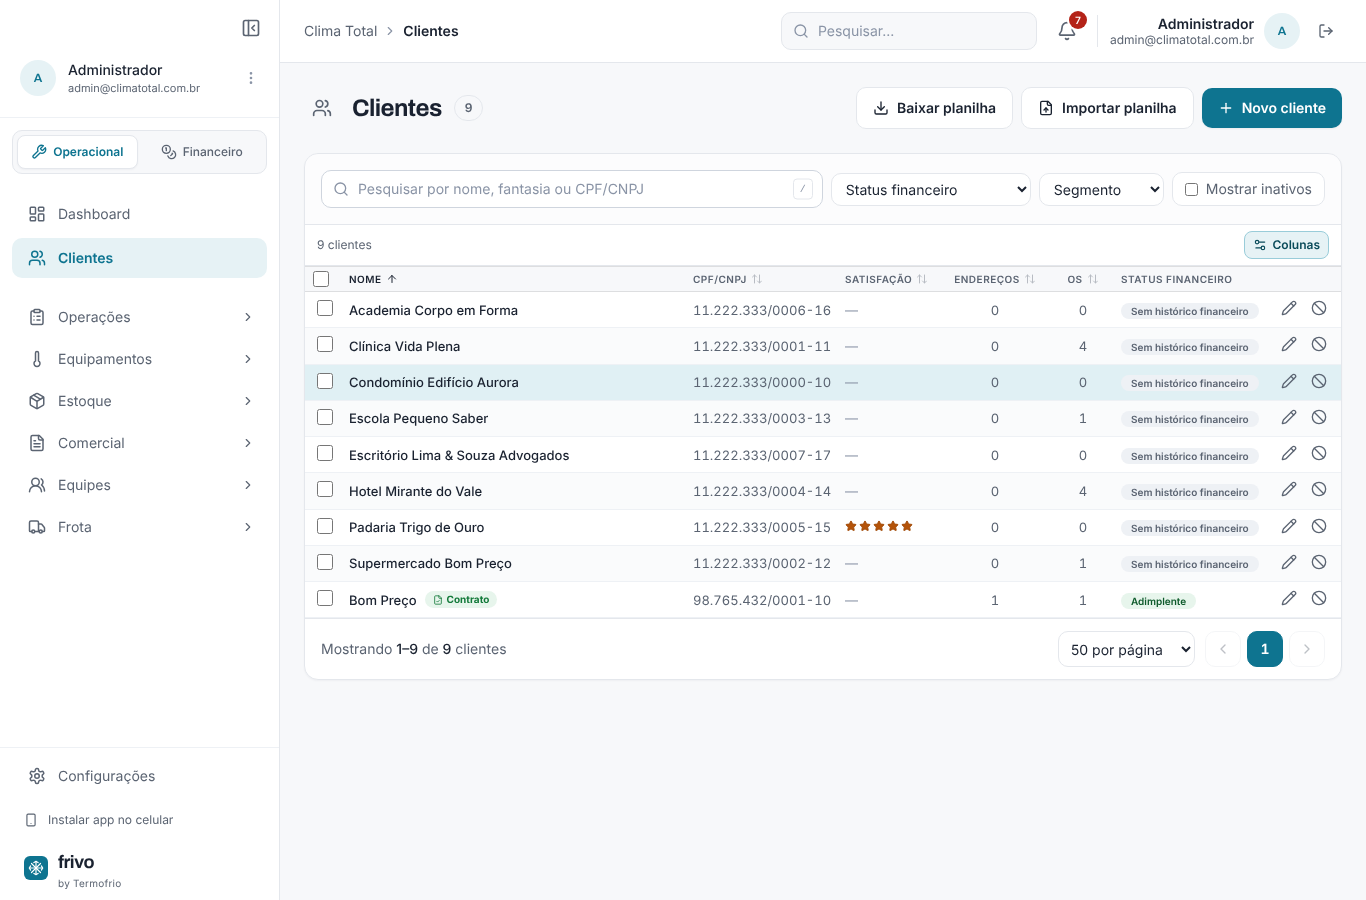 A
Administrador
admin@climatotal.com.br
Operacional
Financeiro
Dashboard
Clientes
Operações
Equipamentos
Estoque
Comercial
Equipes
Frota
Configurações
Instalar app no celular
frivo
by Termofrio
Clima Total > Clientes
Pesquisar...
7
Administrador
admin@climatotal.com.br
A
Clientes 9
Baixar planilha
Importar planilha
+ Novo cliente
Pesquisar por nome, fantasia ou CPF/CNPJ /
Status financeiro
Segmento
Mostrar inativos
9 clientes
Colunas
NOME ↑ CPF/CNPJ SATISFAÇÃO ENDEREÇOS OS STATUS FINANCEIRO
Academia Corpo em Forma 11.222.333/0006-16 — 0 0 Sem histórico financeiro
Clínica Vida Plena 11.222.333/0001-11 — 0 4 Sem histórico financeiro
Condomínio Edifício Aurora 11.222.333/0000-10 — 0 0 Sem histórico financeiro
Escola Pequeno Saber 11.222.333/0003-13 — 0 1 Sem histórico financeiro
Escritório Lima & Souza Advogados 11.222.333/0007-17 — 0 0 Sem histórico financeiro
Hotel Mirante do Vale 11.222.333/0004-14 — 0 4 Sem histórico financeiro
Padaria Trigo de Ouro 11.222.333/0005-15 ★★★★★ 0 0 Sem histórico financeiro
Supermercado Bom Preço 11.222.333/0002-12 — 0 1 Sem histórico financeiro
Bom Preço Contrato 98.765.432/0001-10 — 1 1 Adimplente
Mostrando 1–9 de 9 clientes
50 por página
1